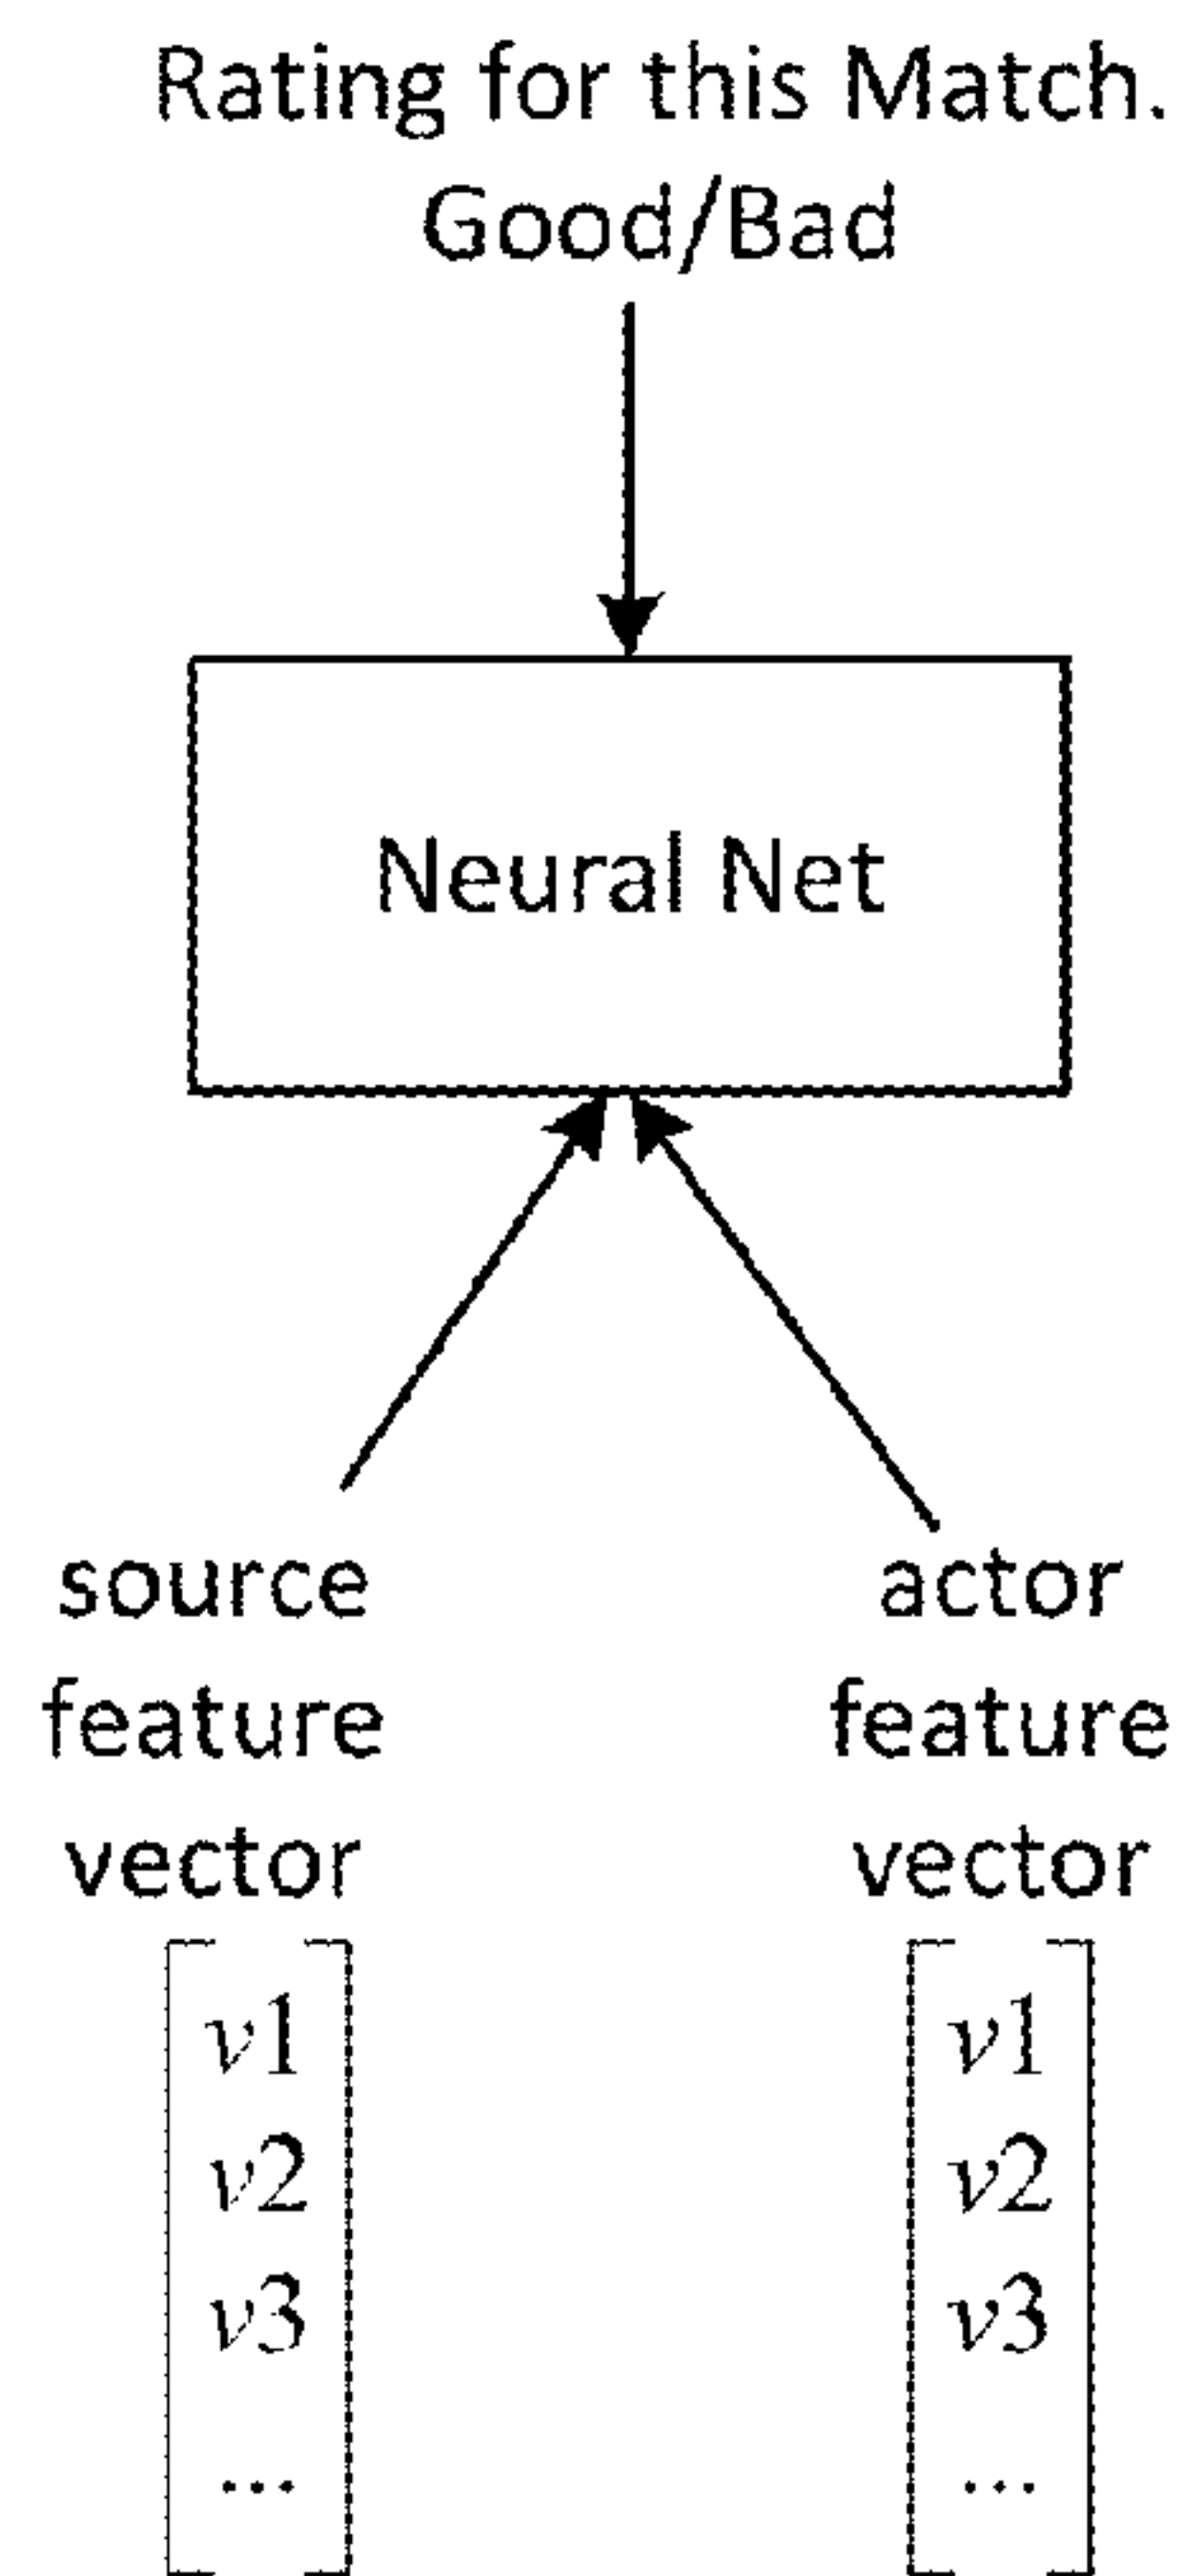 Rating for this Match.
Good/Bad
Neural Net
source
feature
vector
v1
v2
v3
...
actor
feature
vector
v1
v2
v3
...